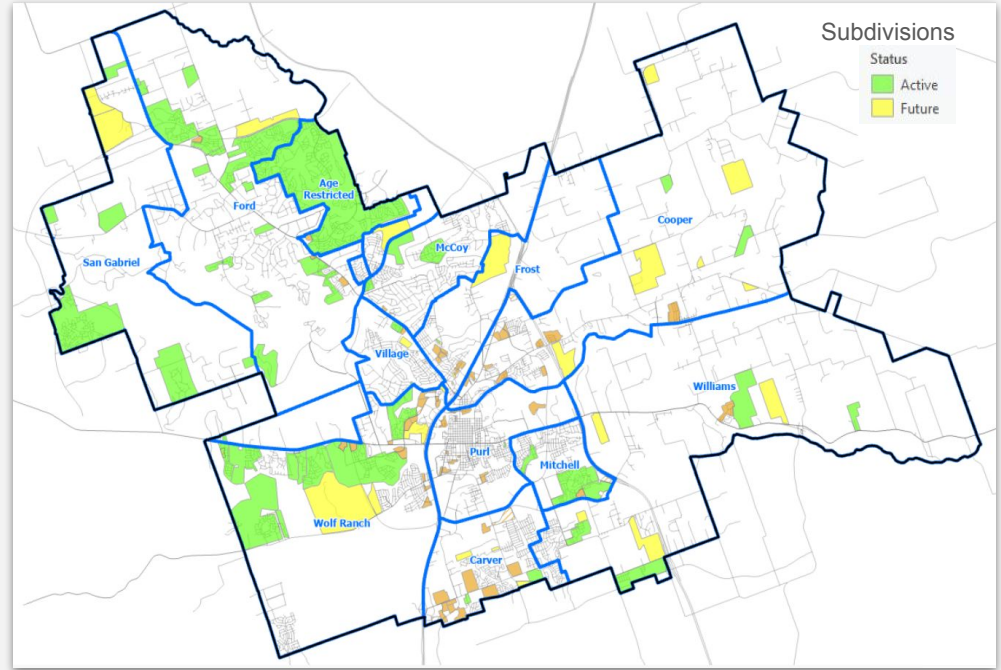 Subdivisions
Status
Active
Future
Age
Restricted
Ford
McCoy
Cooper
San Gabriel
Frost
Village
Williams
Purl
Mitchell
Wolf Ranch
Carver